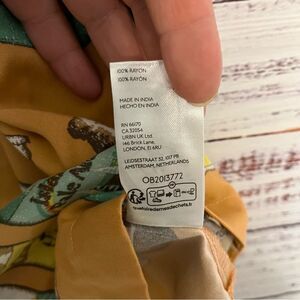 100% RAYON
100% RAYÓN
MADE IN INDIA
HECHO EN INDIA
RN 66170
CA 32054
URBN UK Ltd.
146 Brick Lane,
LONDON, E1 6RU
LEIDSESTRAAT 32, 1017 PB
AMSTERDAM, NETHERLANDS
OB2013772
quefairedemesdechets.fr